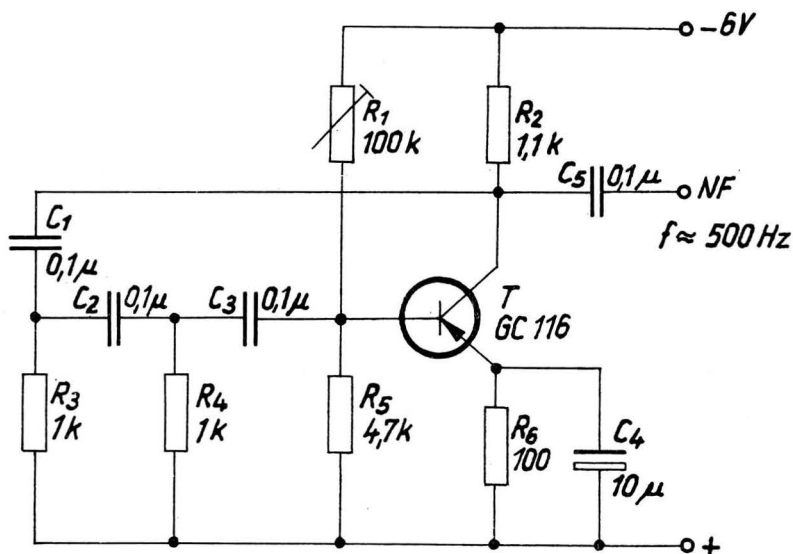 −6V
R1
100k
R2
1,1k
C5
0,1µ
NF
f ≈ 500 Hz
C1
0,1µ
C2
0,1µ
C3
0,1µ
T
GC 116
R3
1k
R4
1k
R5
4,7k
R6
100
C4
10µ
+